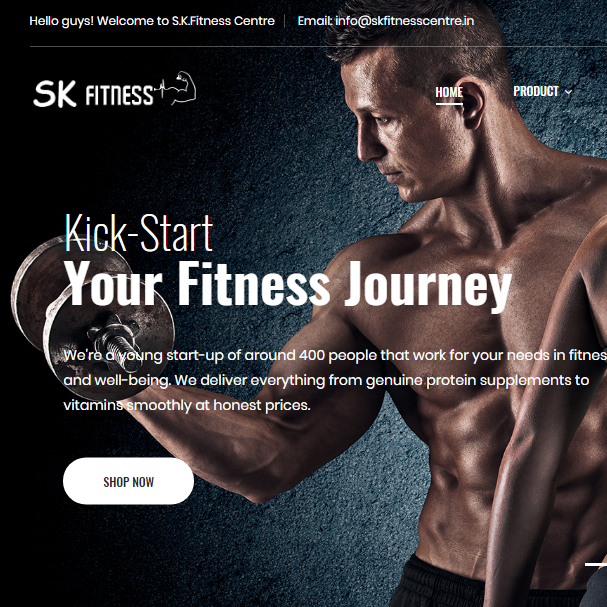 Hello guys! Welcome to S.K.Fitness Centre
Email: info@skfitnesscentre.in
SK FITNESS
HOME
PRODUCT
Kick-Start
Your Fitness Journey
We're a young start-up of around 400 people that work for your needs in fitnes
and well-being. We deliver everything from genuine protein supplements to
vitamins smoothly at honest prices.
SHOP NOW